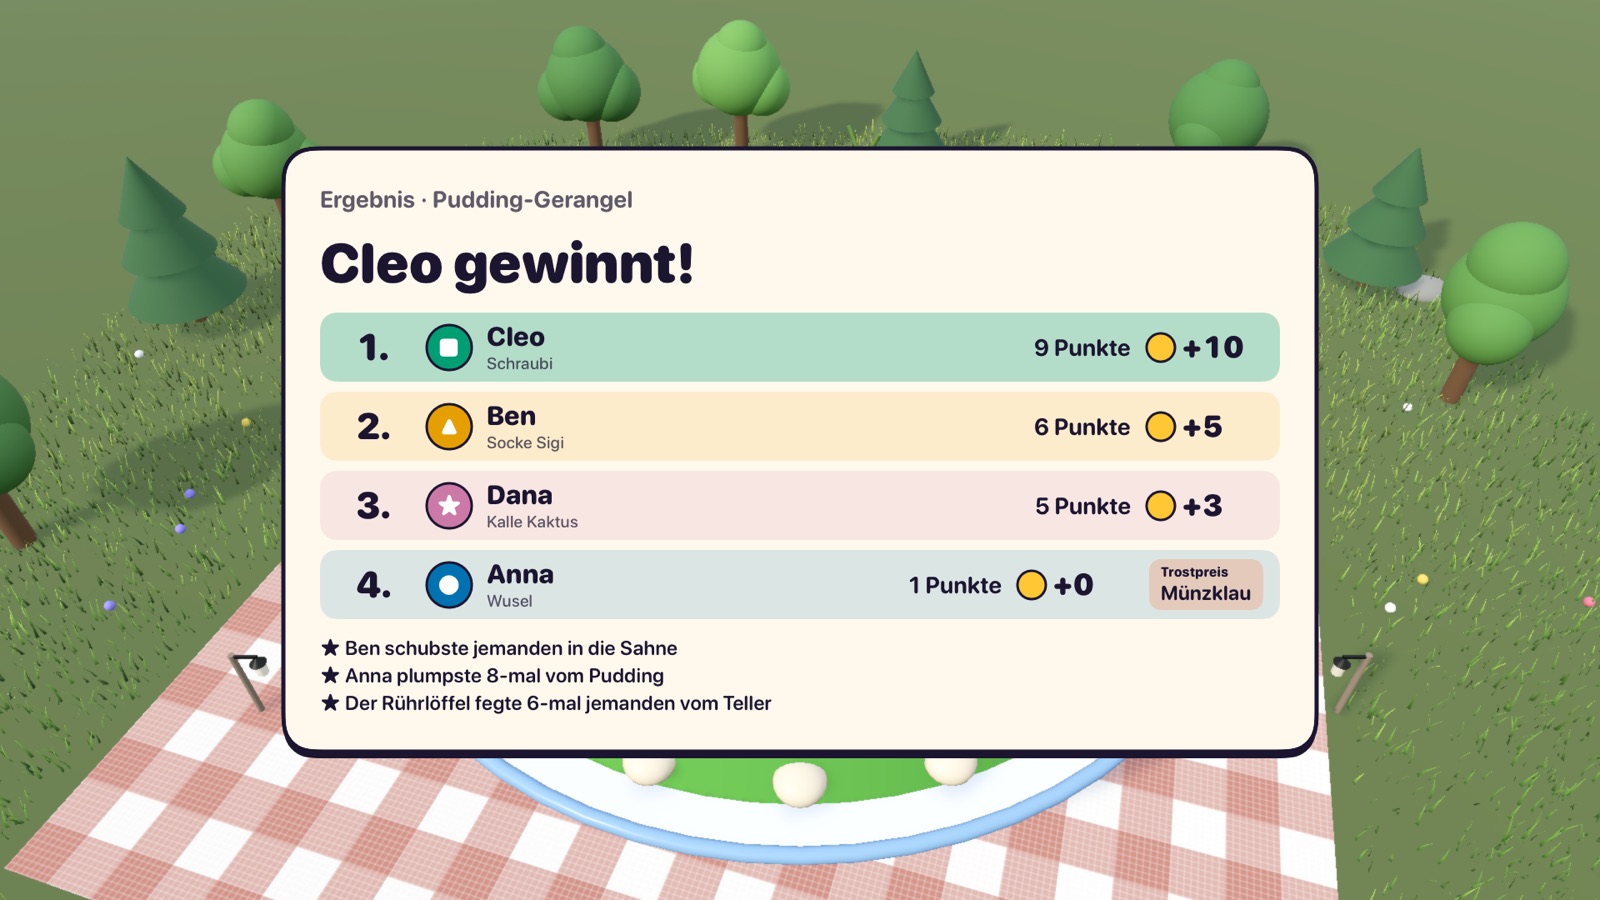 Ergebnis · Pudding-Gerangel
Cleo gewinnt!
1. Cleo 9 Punkte +10
Schraubi
2. Ben 6 Punkte +5
Socke Sigi
3. Dana 5 Punkte +3
Kalle Kaktus
4. Anna 1 Punkte +0 Trostpreis
Wusel Münzklau
★ Ben schubste jemanden in die Sahne
★ Anna plumpste 8-mal vom Pudding
★ Der Rührlöffel fegte 6-mal jemanden vom Teller